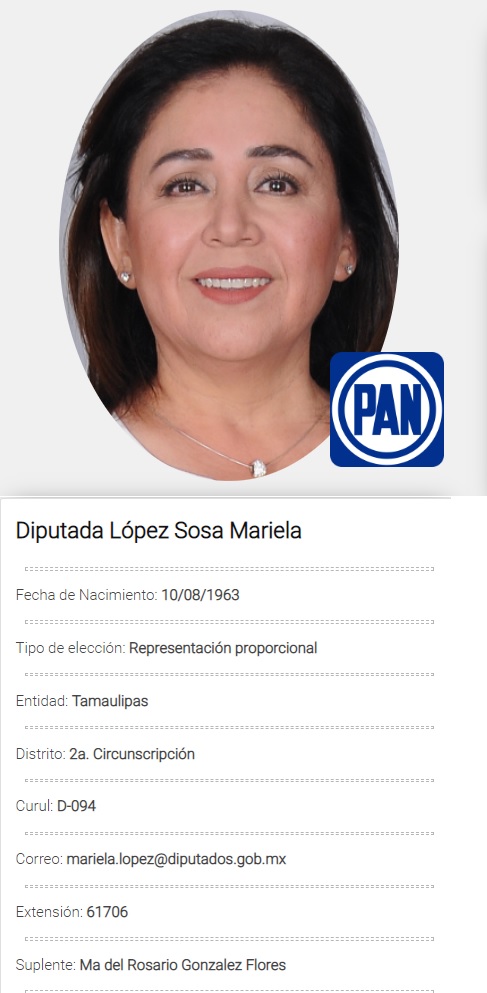 PAN
Diputada López Sosa Mariela
Fecha de Nacimiento: 10/08/1963
Tipo de elección: Representación proporcional
Entidad: Tamaulipas
Distrito: 2a. Circunscripción
Curul: D-094
Correo: mariela.lopez@diputados.gob.mx
Extensión: 61706
Suplente: Ma del Rosario Gonzalez Flores